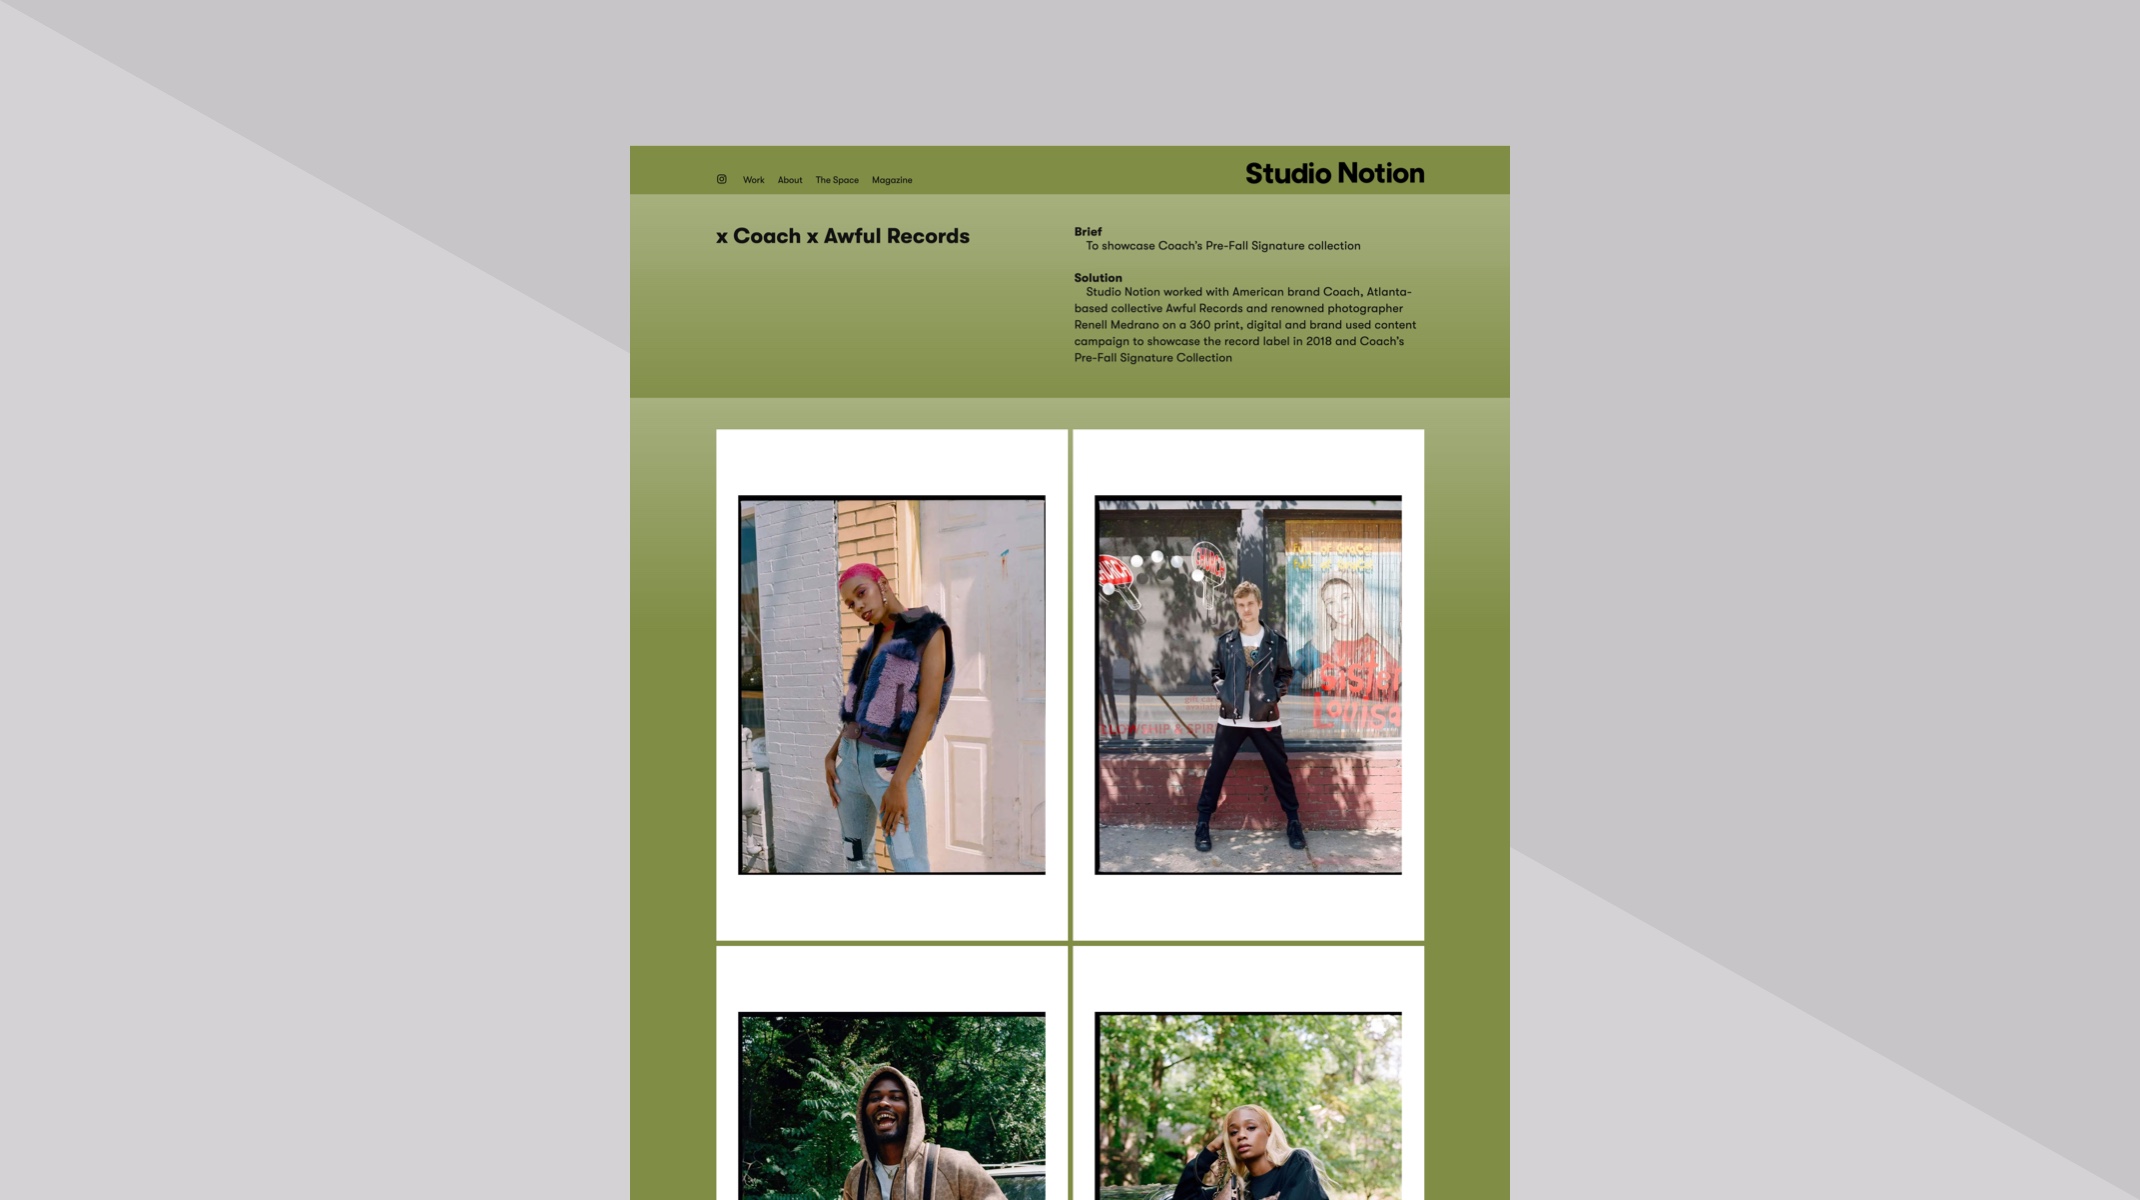 Work About The Space Magazine
Studio Notion
x Coach x Awful Records
Brief
To showcase Coach’s Pre-Fall Signature collection
Solution
Studio Notion worked with American brand Coach, Atlanta-
based collective Awful Records and renowned photographer
Renell Medrano on a 360 print, digital and brand used content
campaign to showcase the record label in 2018 and Coach’s
Pre-Fall Signature Collection
CHURCH
Sister
Louisa